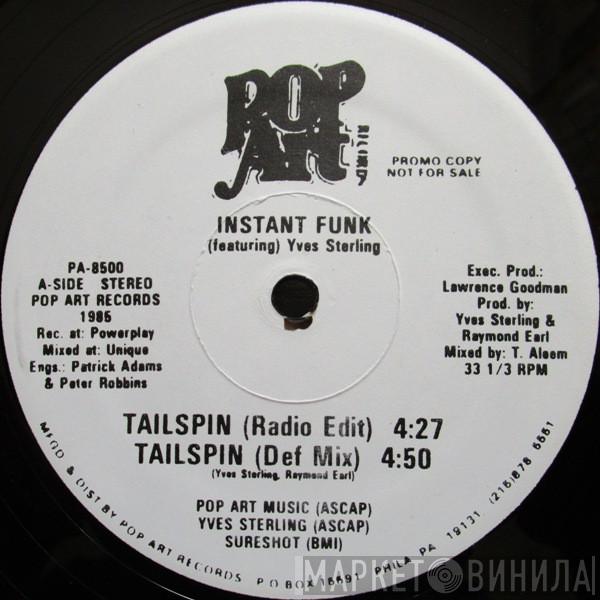 POP
Art
RECORDS
PROMO COPY
NOT FOR SALE
INSTANT FUNK
(featuring) Yves Sterling
PA-8500
A-SIDE STEREO
POP ART RECORDS
1985
Rec. at: Powerplay
Mixed at: Unique
Engs.: Patrick Adams
& Peter Robbins
Exec. Prod.:
Lawrence Goodman
Prod. by:
Yves Sterling &
Raymond Earl
Mixed by: T. Aleem
33 1/3 RPM
TAILSPIN (Radio Edit) 4:27
TAILSPIN (Def Mix) 4:50
(Yves Sterling, Raymond Earl)
POP ART MUSIC (ASCAP)
YVES STERLING (ASCAP)
SURESHOT (BMI)
MFGD & DIST BY POP ART RECORDS P O BOX PHILA PA 19131 (215)878
МАРКЕТ ВИНИЛА